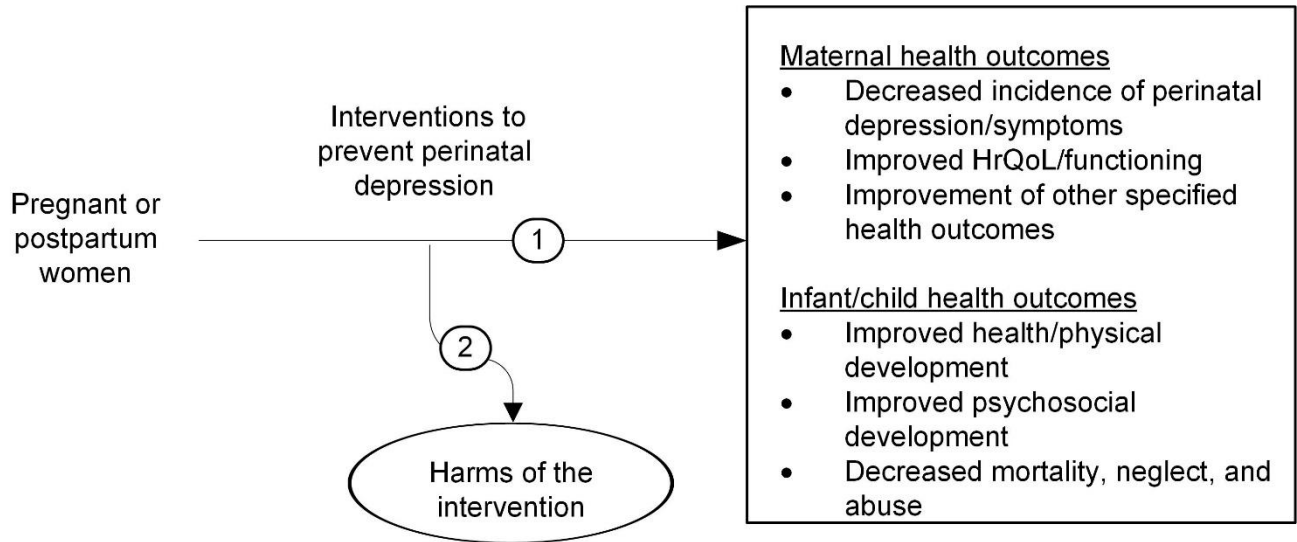 Pregnant or
postpartum
women
Interventions to
prevent perinatal
depression
1
2
Harms of the
intervention
Maternal health outcomes
• Decreased incidence of perinatal
depression/symptoms
• Improved HrQoL/functioning
• Improvement of other specified
health outcomes
Infant/child health outcomes
• Improved health/physical
development
• Improved psychosocial
development
• Decreased mortality, neglect, and
abuse